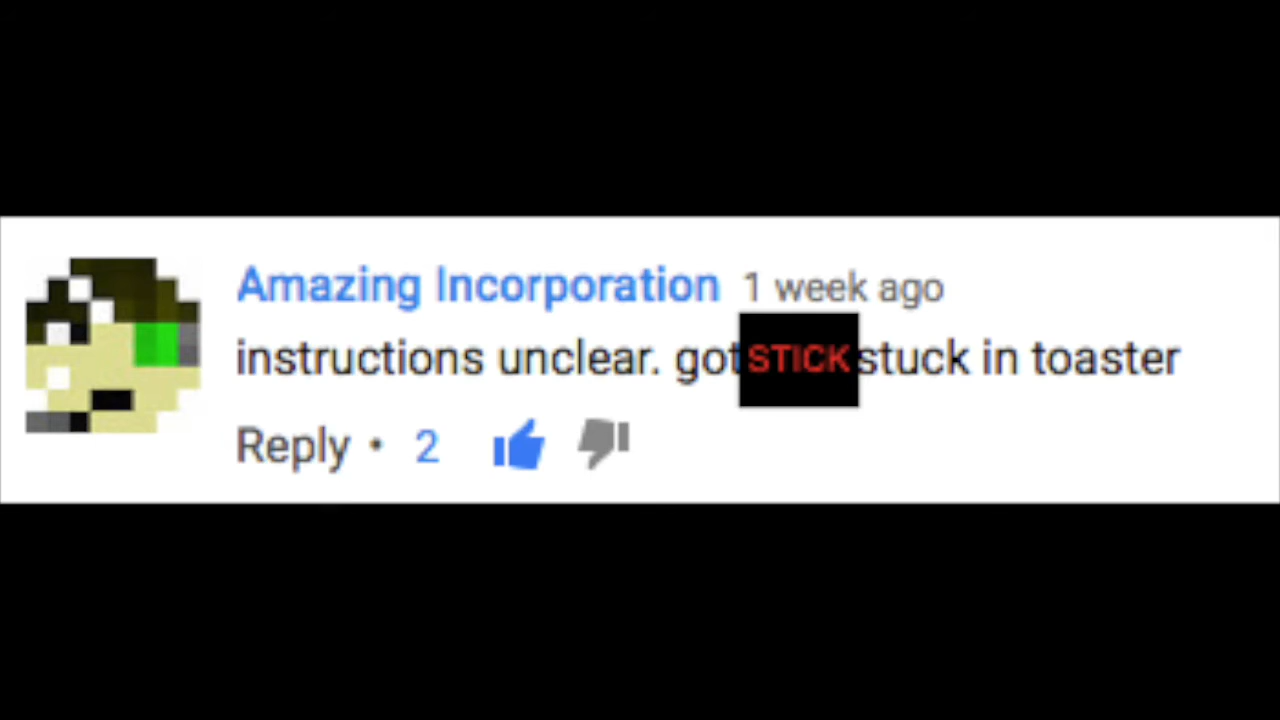 Amazing Incorporation 1 week ago
instructions unclear. got STICK stuck in toaster
Reply • 2